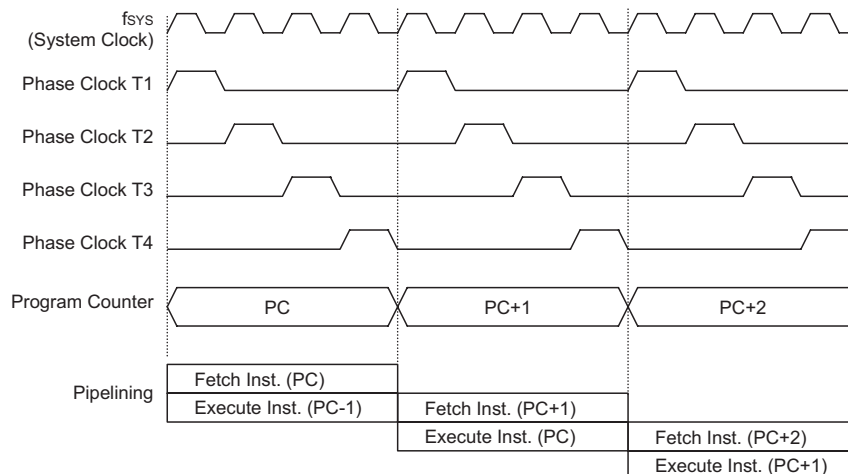 fSYS
(System Clock)
Phase Clock T1
Phase Clock T2
Phase Clock T3
Phase Clock T4
Program Counter
PC
PC+1
PC+2
Pipelining
Fetch Inst. (PC)
Execute Inst. (PC-1)
Fetch Inst. (PC+1)
Execute Inst. (PC)
Fetch Inst. (PC+2)
Execute Inst. (PC+1)